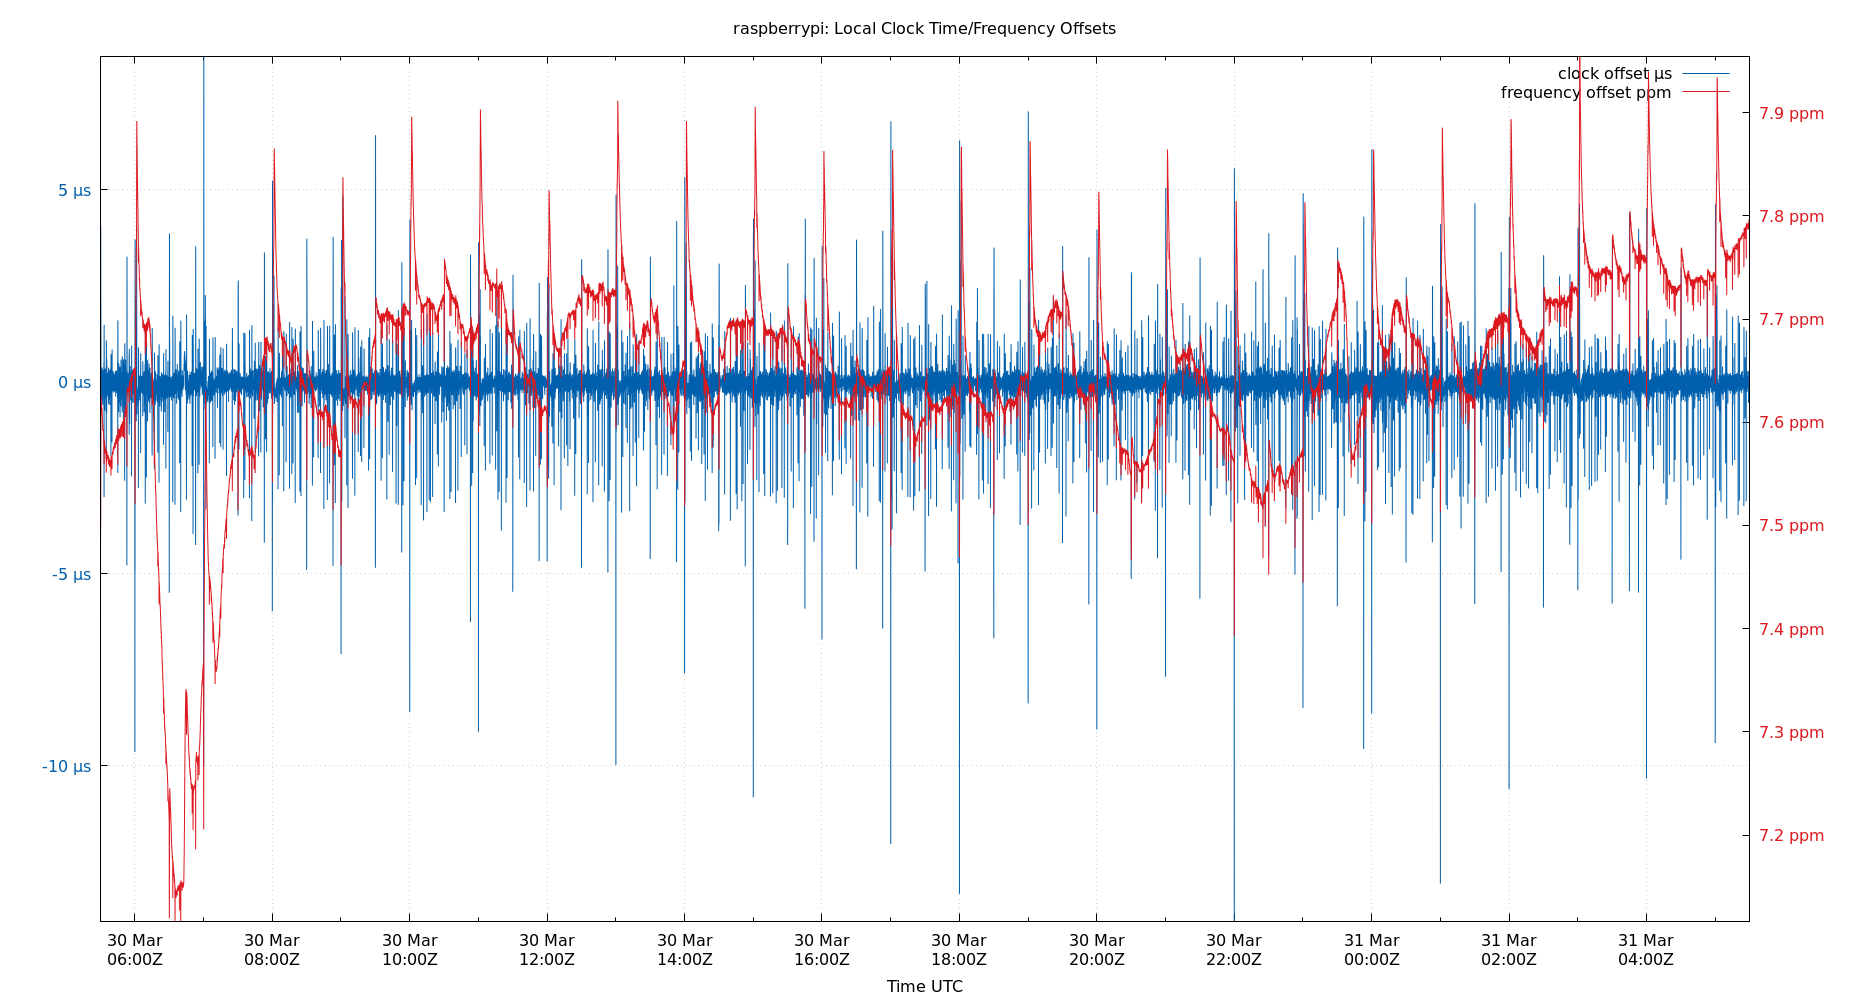 raspberrypi: Local Clock Time/Frequency Offsets
clock offset µs
frequency offset ppm
5 µs
0 µs
-5 µs
-10 µs
7.9 ppm
7.8 ppm
7.7 ppm
7.6 ppm
7.5 ppm
7.4 ppm
7.3 ppm
7.2 ppm
30 Mar 30 Mar 30 Mar 30 Mar 30 Mar 30 Mar 30 Mar 30 Mar 30 Mar 31 Mar 31 Mar 31 Mar
06:00Z 08:00Z 10:00Z 12:00Z 14:00Z 16:00Z 18:00Z 20:00Z 22:00Z 00:00Z 02:00Z 04:00Z
Time UTC